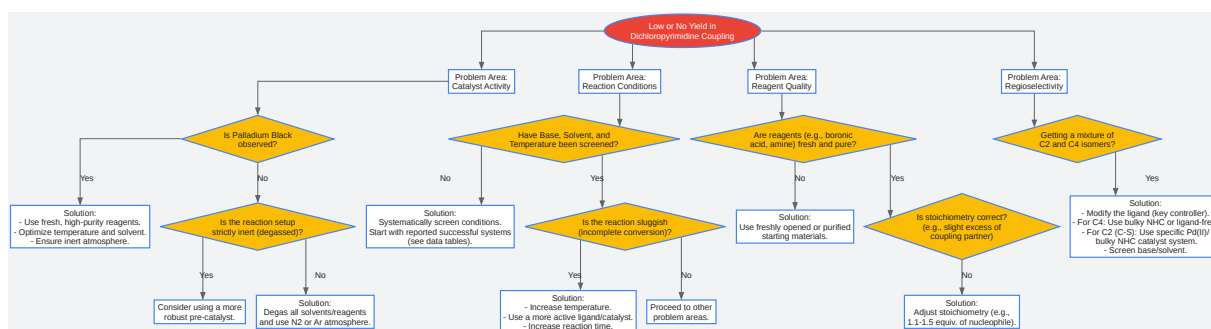 Low or No Yield in
Dichloropyrimidine Coupling
Problem Area:
Catalyst Activity
Problem Area:
Reaction Conditions
Problem Area:
Reagent Quality
Problem Area:
Regioselectivity
Is Palladium Black
observed?
Have Base, Solvent, and
Temperature been screened?
Are reagents (e.g., boronic
acid, amine) fresh and pure?
Getting a mixture of
C2 and C4 isomers?
Yes
No
No
Yes
No
Yes
Yes
Solution:
- Use fresh, high-purity reagents.
- Optimize temperature and solvent.
- Ensure inert atmosphere.
Is the reaction setup
strictly inert (degassed)?
Solution:
Systematically screen conditions.
Start with reported successful systems
(see data tables).
Is the reaction sluggish
(incomplete conversion)?
Solution:
Use freshly opened or purified
starting materials.
Is stoichiometry correct?
(e.g., slight excess of
coupling partner)
Solution:
- Modify the ligand (key controller).
- For C4: Use bulky NHC or ligand-fre
- For C2 (C-S): Use specific Pd(II)/
bulky NHC catalyst system.
- Screen base/solvent.
Yes
No
Yes
No
No
Consider using a more
robust pre-catalyst.
Solution:
Degas all solvents/reagents
and use N2 or Ar atmosphere.
Solution:
- Increase temperature.
- Use a more active ligand/catalyst.
- Increase reaction time.
Proceed to other
problem areas.
Solution:
Adjust stoichiometry (e.g.,
1.1-1.5 equiv. of nucleophile).